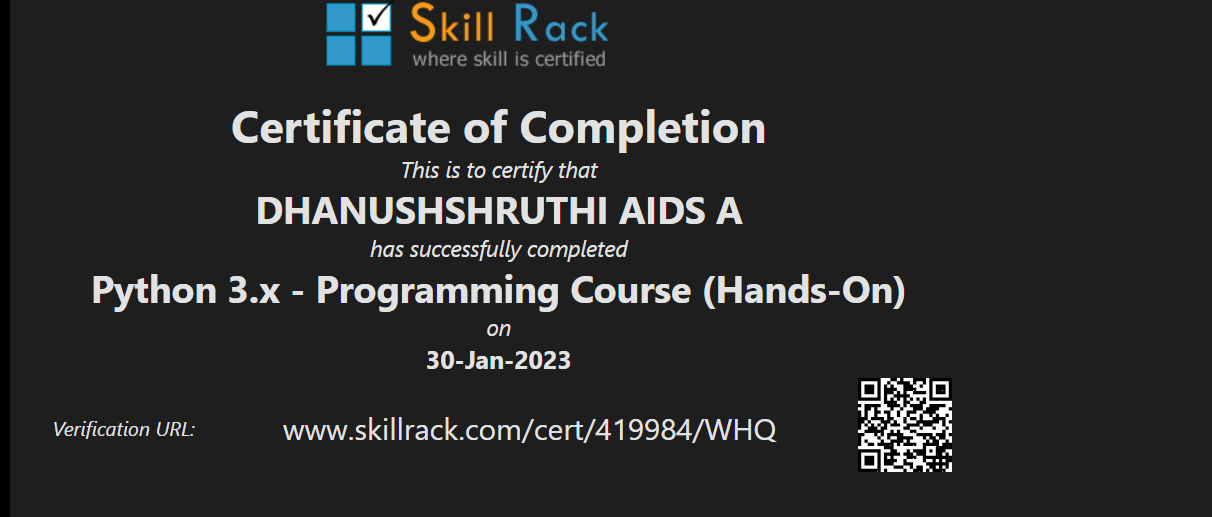 Skill Rack
where skill is certified
Certificate of Completion
This is to certify that
DHANUSHSHRUTHI AIDS A
has successfully completed
Python 3.x - Programming Course (Hands-On)
on
30-Jan-2023
Verification URL: www.skillrack.com/cert/419984/WHQ